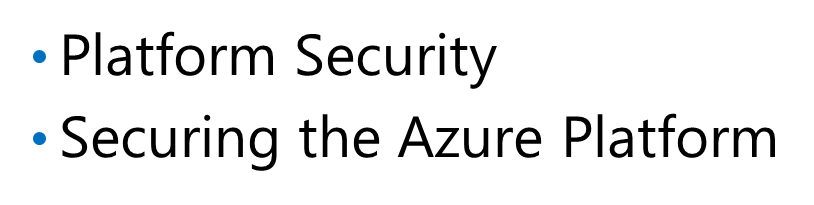 • Platform Security
• Securing the Azure Platform